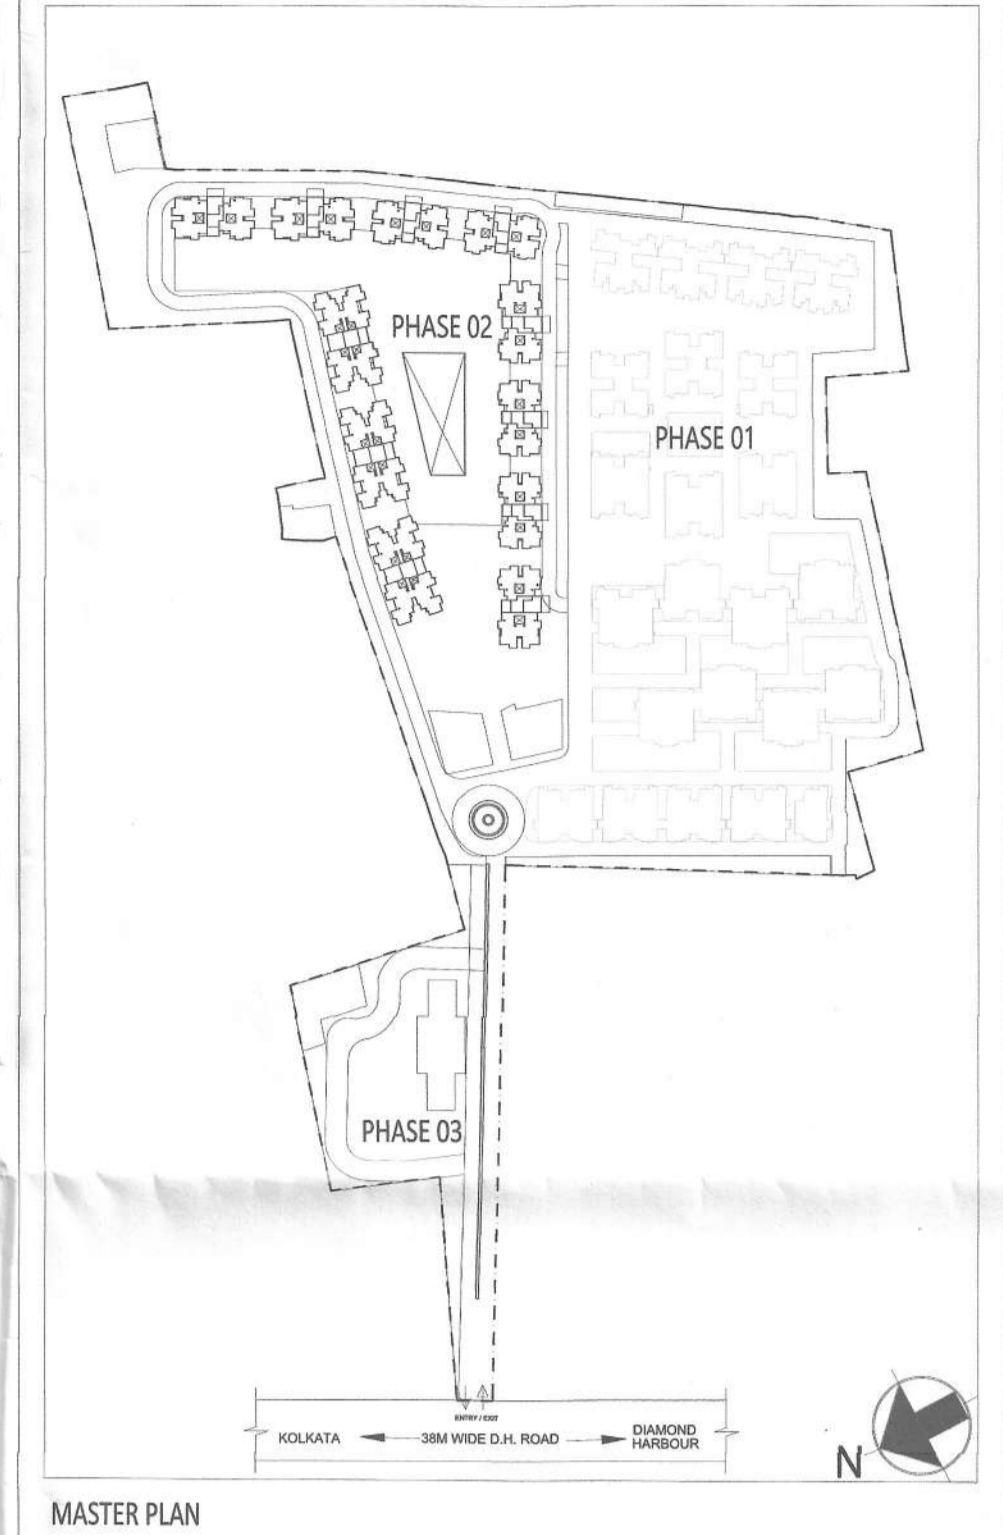 PHASE 02
PHASE 01
PHASE 03
ENTRY / EXIT
KOLKATA
38M WIDE D.H. ROAD
DIAMOND
HARBOUR
N
MASTER PLAN